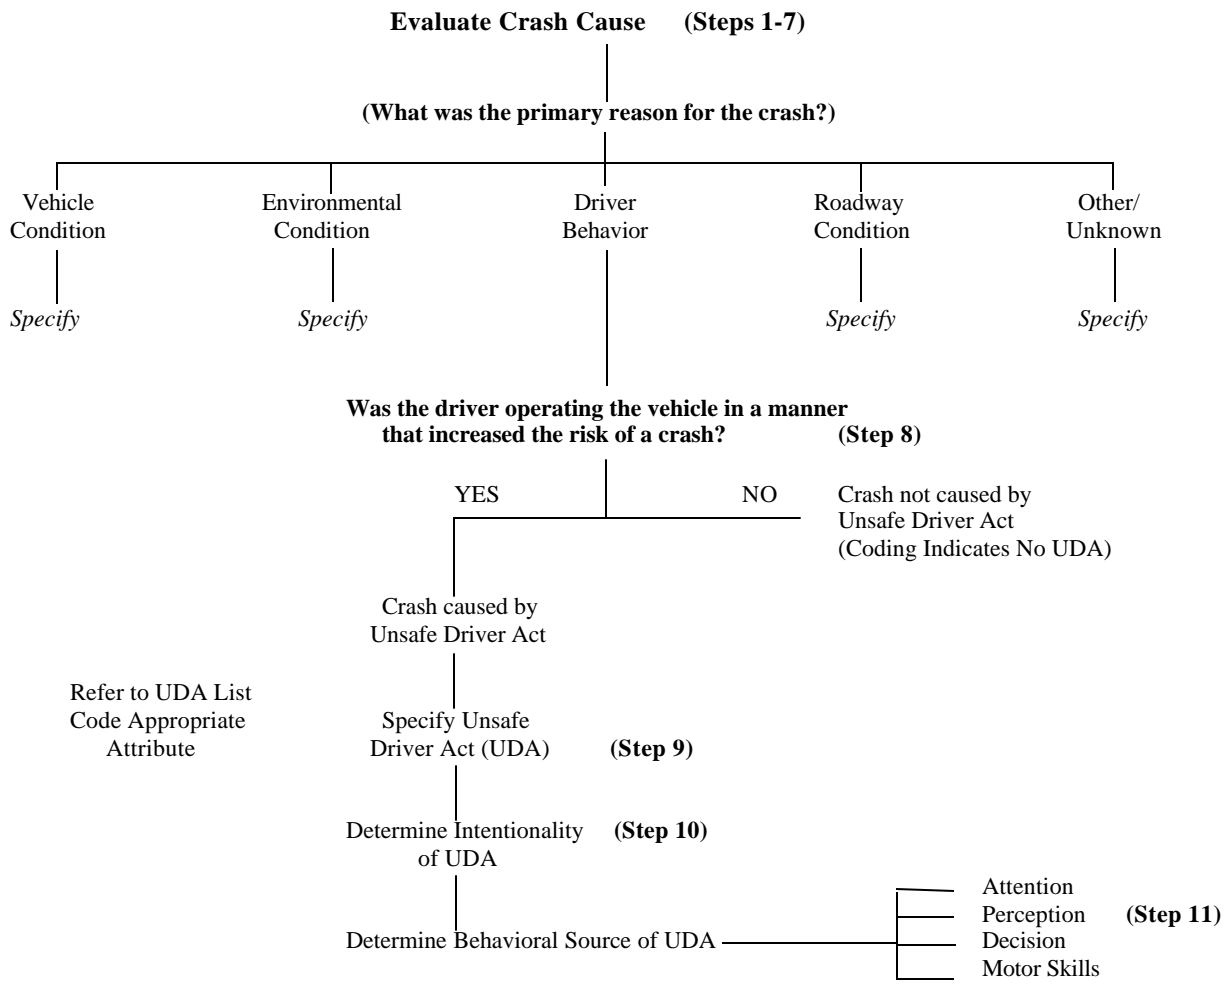 Evaluate Crash Cause (Steps 1-7)
(What was the primary reason for the crash?)
Vehicle
Condition
Environmental
Condition
Driver
Behavior
Roadway
Condition
Other/
Unknown
Specify
Specify
Specify
Specify
Was the driver operating the vehicle in a manner
that increased the risk of a crash? (Step 8)
YES
NO
Crash not caused by
Unsafe Driver Act
(Coding Indicates No UDA)
Crash caused by
Unsafe Driver Act
Refer to UDA List
Code Appropriate
Attribute
Specify Unsafe
Driver Act (UDA) (Step 9)
Determine Intentionality (Step 10)
of UDA
Determine Behavioral Source of UDA
Attention
Perception (Step 11)
Decision
Motor Skills